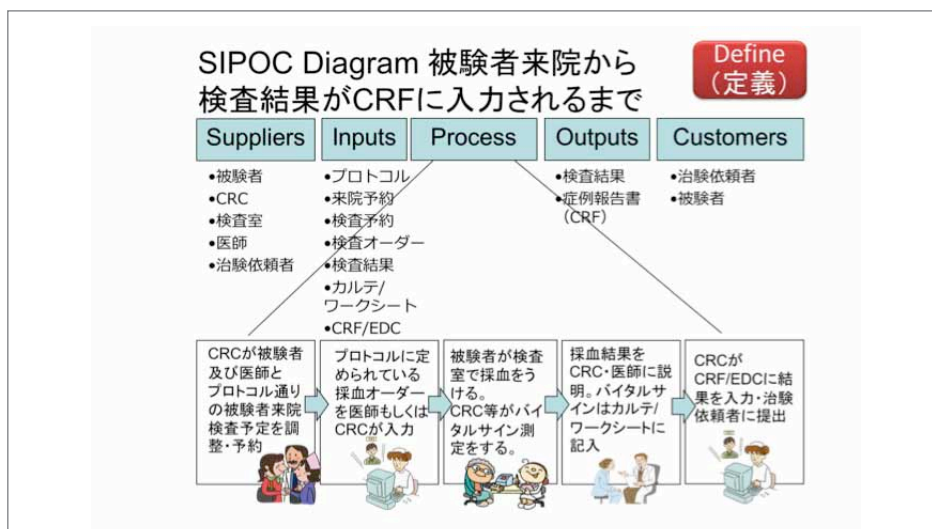 SIPOC Diagram 被験者来院から
検査結果がCRFに入力されるまで
Define
（定義）
Suppliers
Inputs
Process
Outputs
Customers
•被験者
•CRC
•検査室
•医師
•治験依頼者
•プロトコル
•来院予約
•検査予約
•検査オーダー
•検査結果
•カルテ/
ワークシート
•CRF/EDC
•検査結果
•症例報告書
（CRF）
•治験依頼者
•被験者
CRCが被験者
及び医師と
プロトコル通り
の被験者来院
検査予定を調
整・予約
プロトコルに定
められている
採血オーダー
を医師もしくは
CRCが入力
被験者が検査
室で採血をう
ける。
CRC等がバイ
タルサイン測
定をする。
採血結果を
CRC・医師に説
明。バイタルサ
インはカルテ/
ワークシートに
記入
CRCが
CRF/EDCに結
果を入力・治験
依頼者に提出